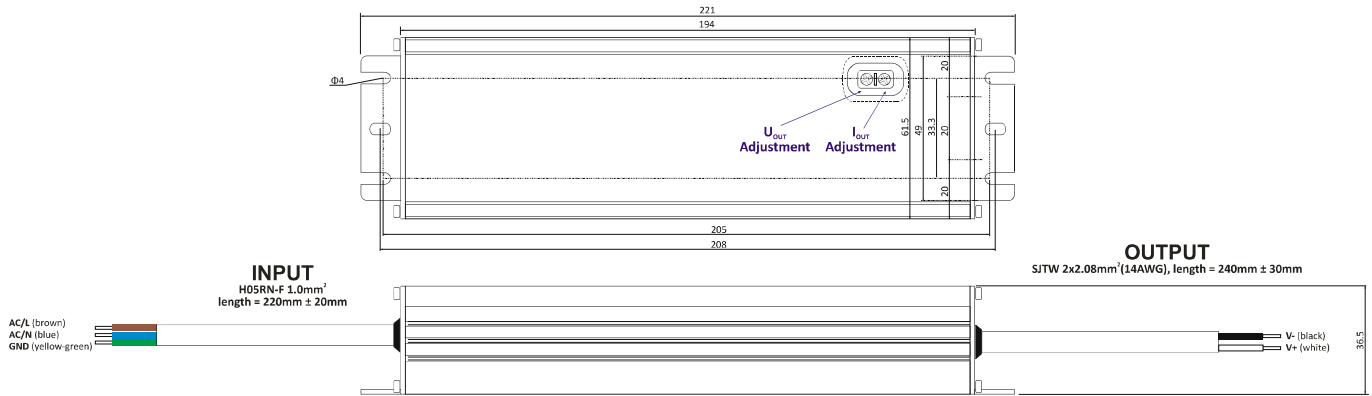 221
194
Φ4
20
U OUT
Adjustment
I OUT
Adjustment
61.5
49
33.3
20
20
205
208
INPUT
H05RN-F 1.0mm²
length = 220mm ± 20mm
OUTPUT
SJTW 2x2.08mm²(14AWG), length = 240mm ± 30mm
AC/L (brown)
AC/N (blue)
GND (yellow-green)
V- (black)
V+ (white)
36.5